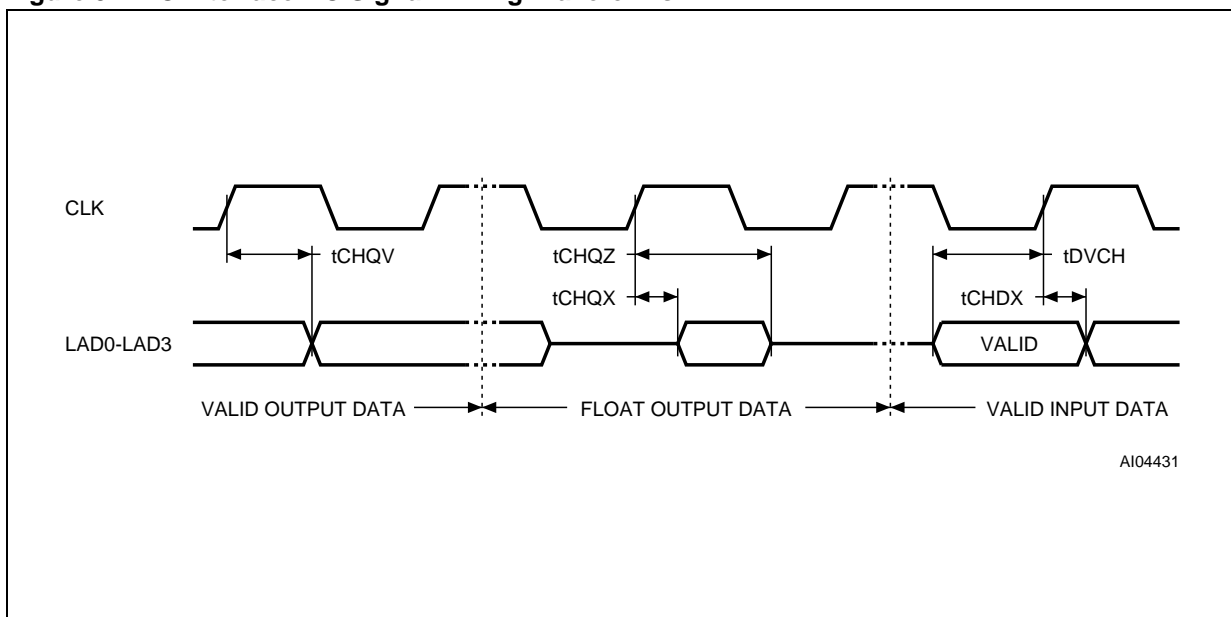 CLK
tCHQV
tCHQZ
tDVCH
tCHQX
tCHDX
LAD0-LAD3
VALID
VALID OUTPUT DATA
FLOAT OUTPUT DATA
VALID INPUT DATA
AI04431